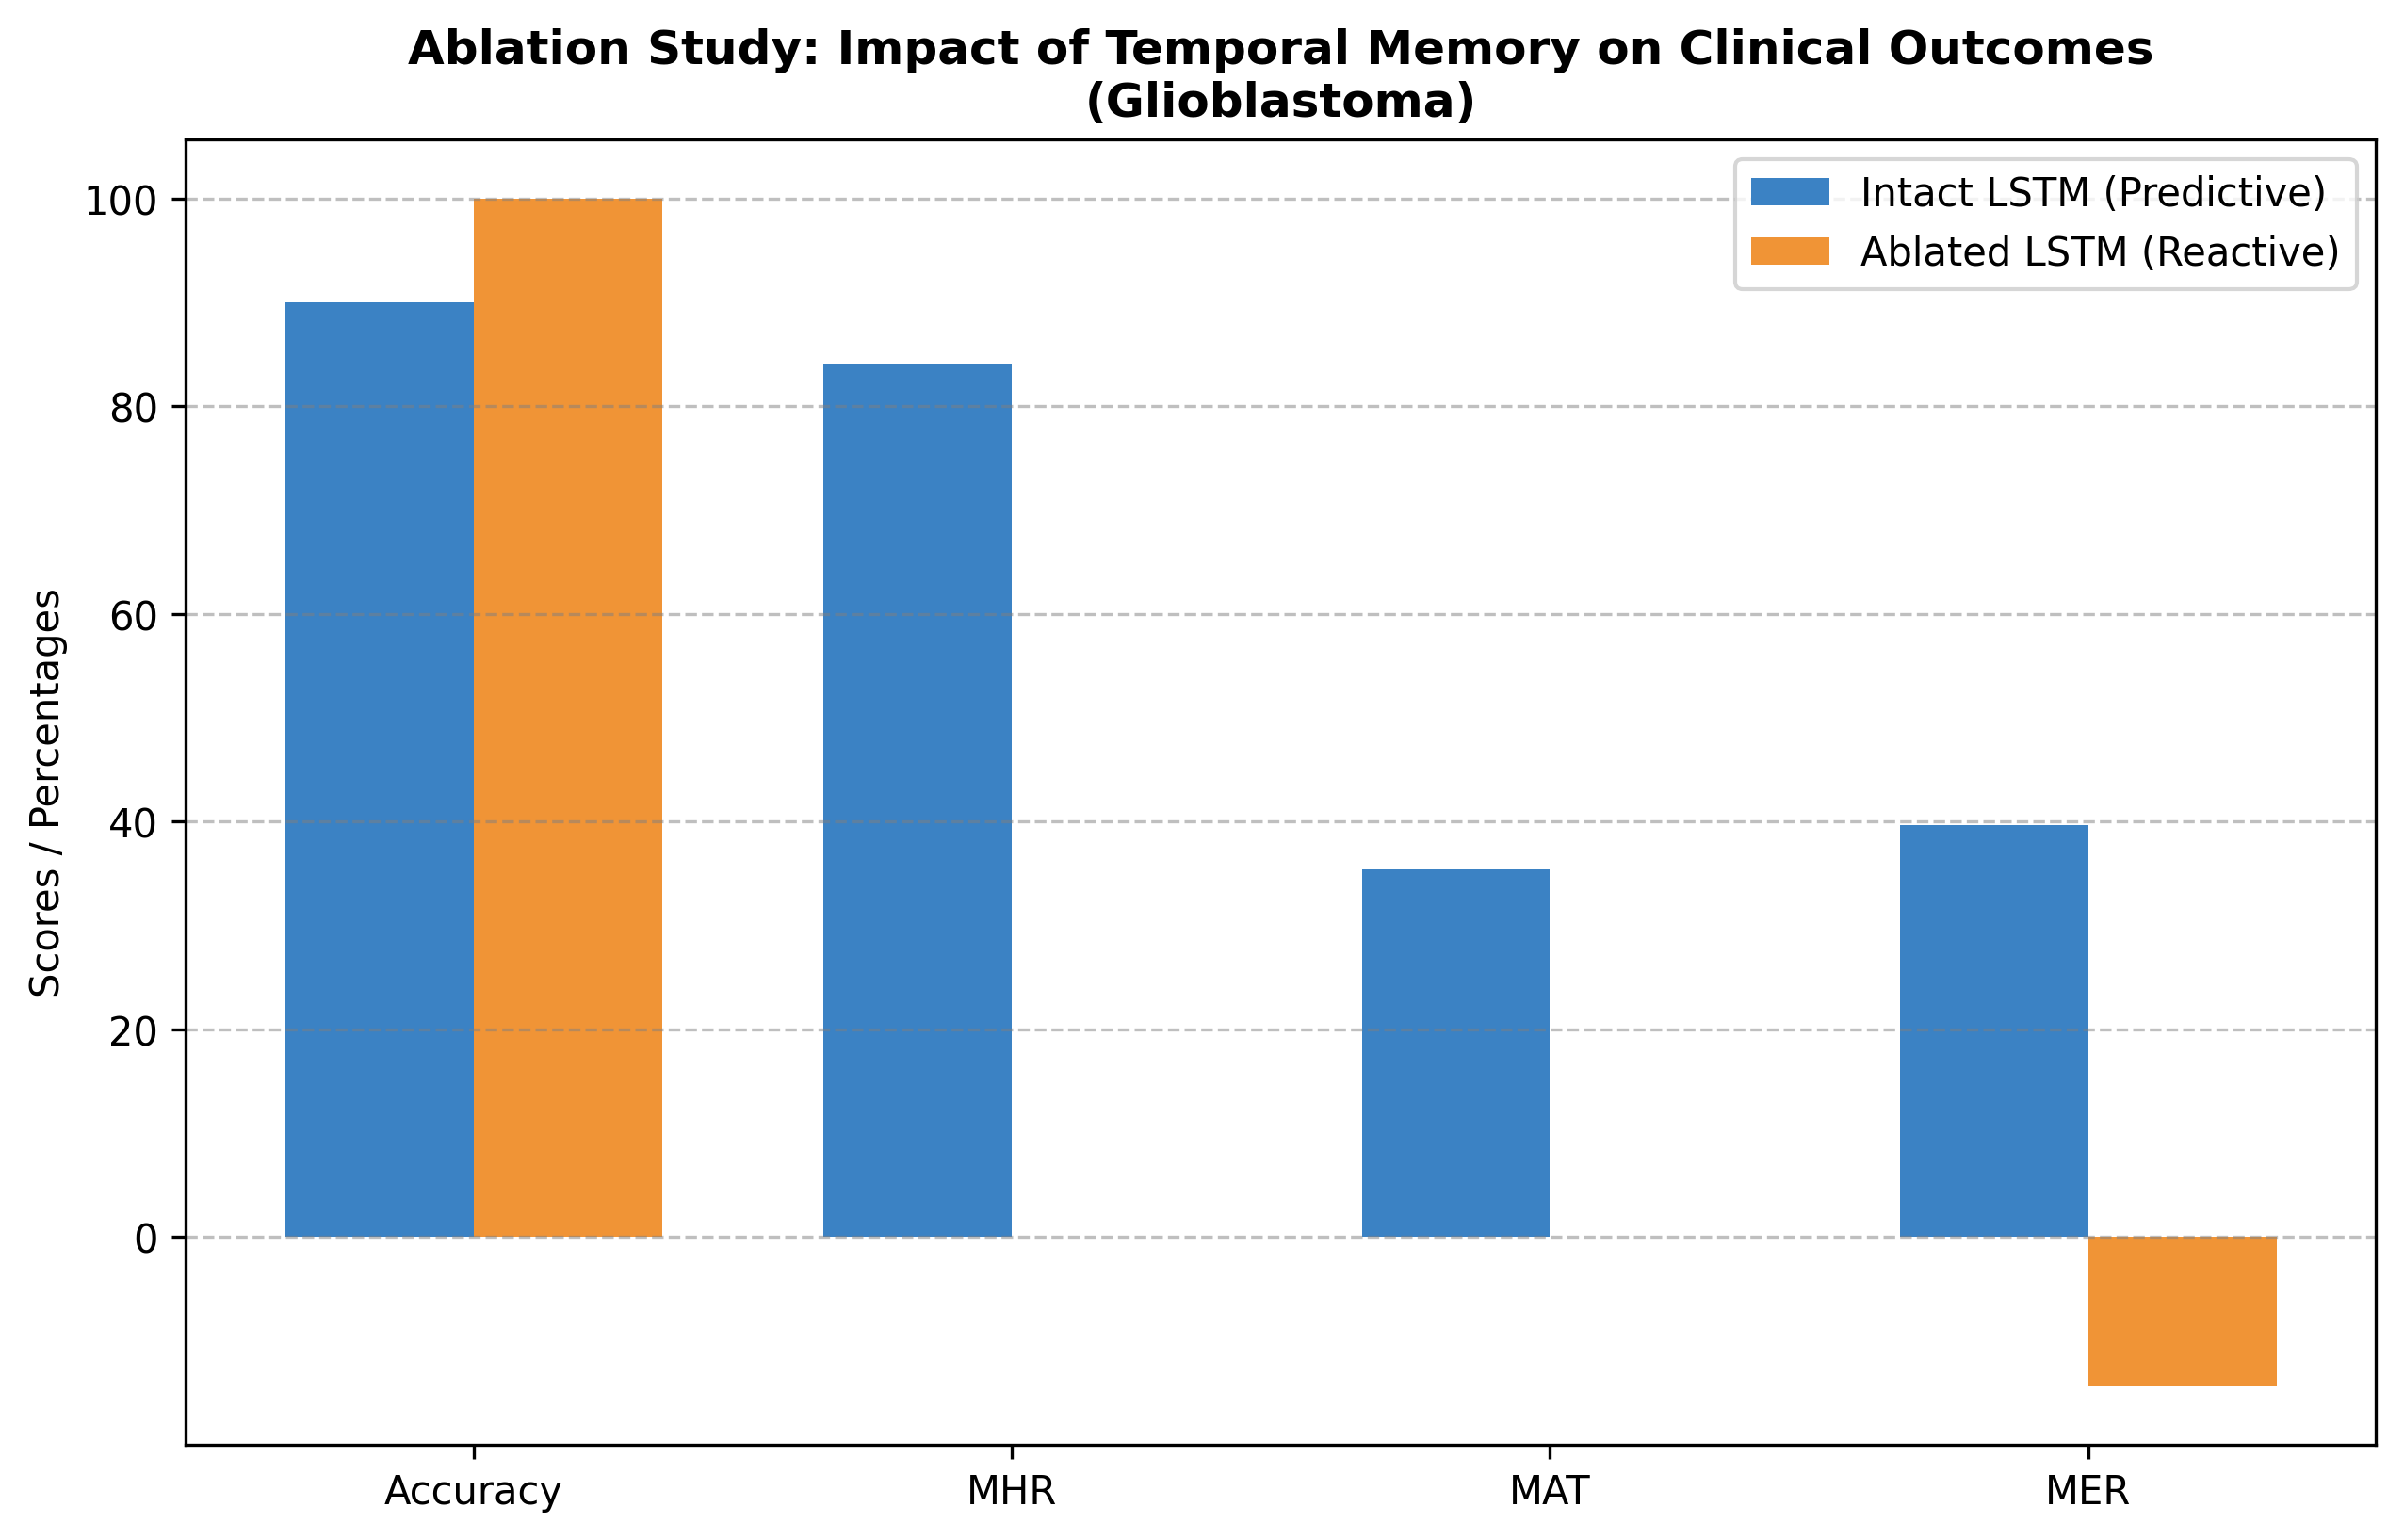 Ablation Study: Impact of Temporal Memory on Clinical Outcomes
(Glioblastoma)
Intact LSTM (Predictive)
Ablated LSTM (Reactive)
Scores / Percentages
100
80
60
40
20
0
Accuracy
MHR
MAT
MER